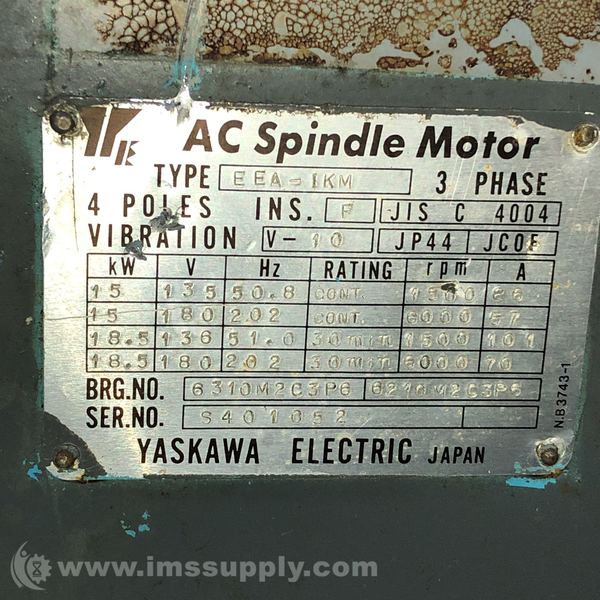 AC Spindle Motor
TYPE EEA-1KM 3 PHASE
4 POLES INS. F JIS C 4004
VIBRATION V-10 JP44 JC0E
kW V Hz RATING rpm A
15 135 50.8 CONT. 1500
15 180 202 CONT. 6000 57
18.5 136 51.0 30min 1500 101
18.5 180 202 30min 6000 70
BRG.NO. 6310M2C3P6 6210M2C3P6
SER.NO. S401052
YASKAWA ELECTRIC JAPAN
N.B3743-1
www.imssupply.com